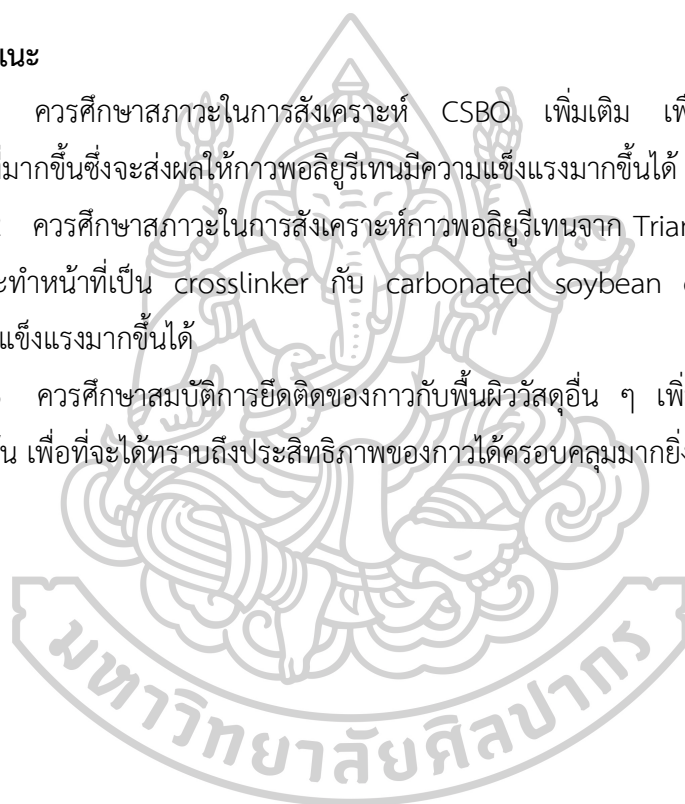 แนะ
ควรศึกษาสภาวะในการสังเคราะห์ CSBO เพิ่มเติม
ที่มากขึ้นซึ่งจะส่งผลให้กาวพอลิยูรีเทนมีความแข็งแรงมากขึ้นได้
ควรศึกษาสภาวะในการสังเคราะห์กาวพอลิยูรีเทนจาก
ทำหน้าที่เป็น crosslinker กับ carbonated soybean
แข็งแรงมากขึ้นได้
ควรศึกษาสมบัติการยึดติดของกาวกับพื้นผิววัสดุอื่น ๆ
เพื่อที่จะได้ทราบถึงประสิทธิภาพของกาวได้ครอบคลุมมากยิ่ง
มหาวิทยาลัยศิลปากร